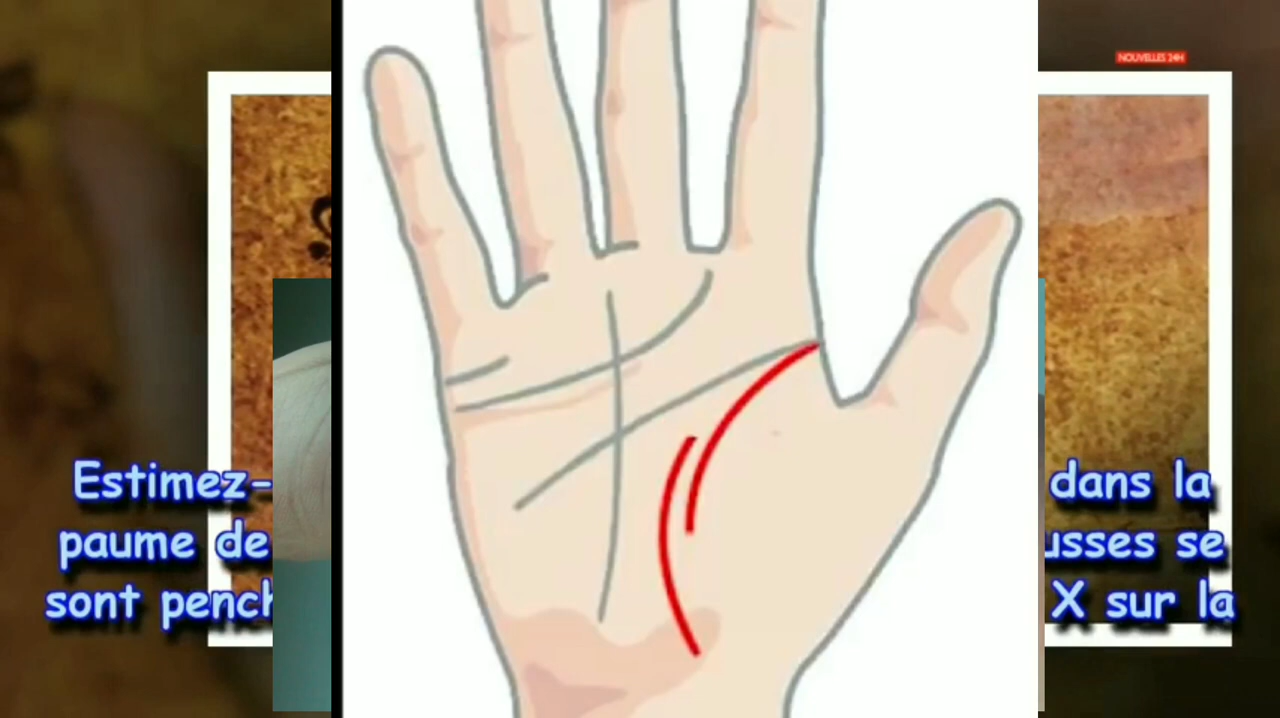 NOUVELLES 24H
Estimez- dans la
paume de usses se
sont pench X sur la